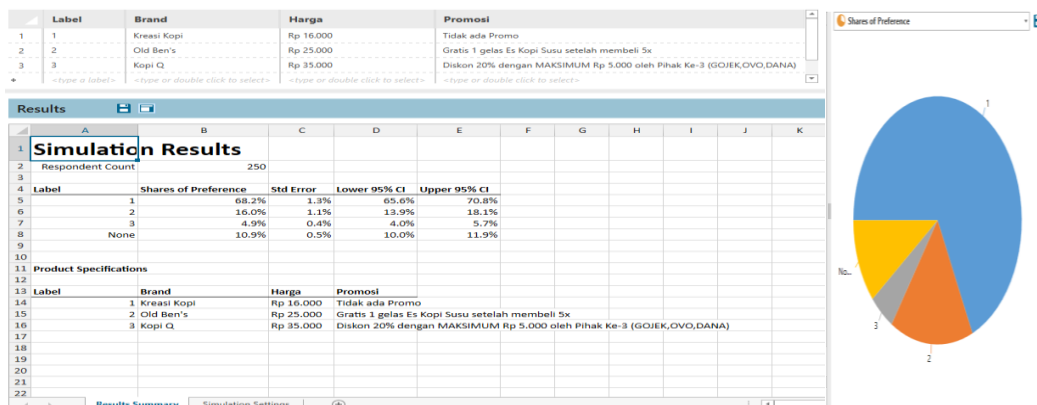 Label Brand Harga Promosi
1 1 Kreasi Kopi Rp 16.000 Tidak ada Promo
2 2 Old Ben's Rp 25.000 Gratis 1 gelas Es Kopi Susu setelah membeli 5x
3 3 Kopi Q Rp 35.000 Diskon 20% dengan MAKSIMUM Rp 5.000 oleh Pihak Ke-3 (GOJEK,OVO,DANA)
<type a label> <type or double click to select> <type or double click to select> <type or double click to select>
Results
A B C D E F G H I J K
1 Simulation Results
2 Respondent Count 250
3
4 Label Shares of Preference Std Error Lower 95% CI Upper 95% CI
5 1 68.2% 1.3% 65.6% 70.8%
6 2 16.0% 1.1% 13.9% 18.1%
7 3 4.9% 0.4% 4.0% 5.7%
8 None 10.9% 0.5% 10.0% 11.9%
9
10
11 Product Specifications
12
13 Label Brand Harga Promosi
14 1 Kreasi Kopi Rp 16.000 Tidak ada Promo
15 2 Old Ben's Rp 25.000 Gratis 1 gelas Es Kopi Susu setelah membeli 5x
16 3 Kopi Q Rp 35.000 Diskon 20% dengan MAKSIMUM Rp 5.000 oleh Pihak Ke-3 (GOJEK,OVO,DANA)
17
18
19
20
21
22
Results Summary Simulation Settings
Shares of Preference
1
No...
3
2